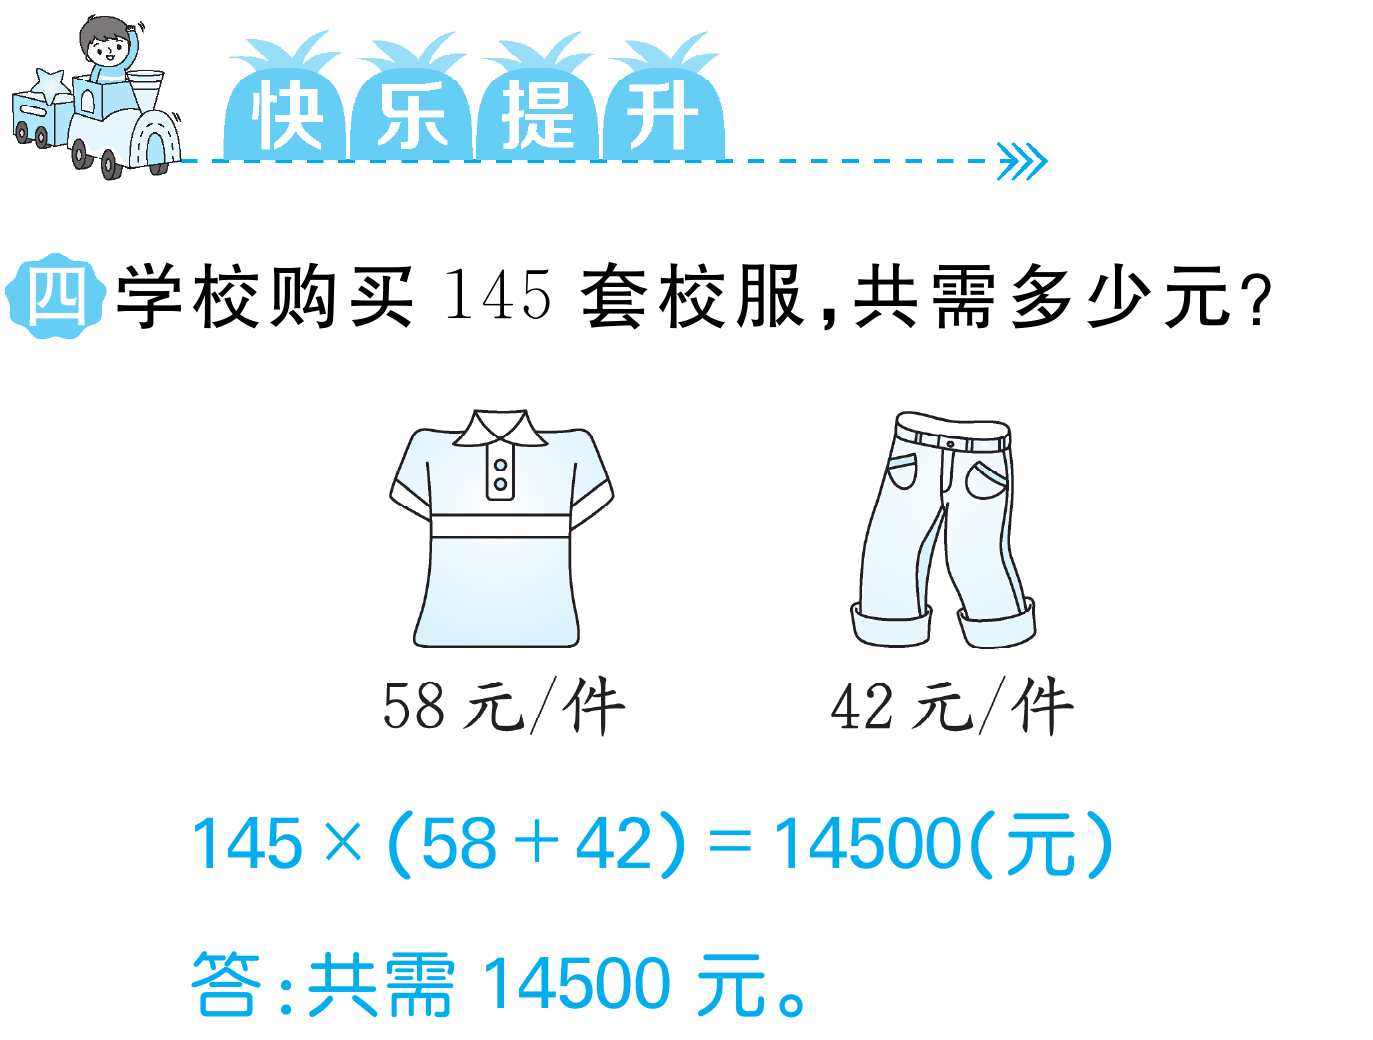 快乐提升
四 学校购买 145 套校服,共需多少元?
58 元/件 42 元/件
145×(58+42)=14500(元)
答:共需 14500 元。